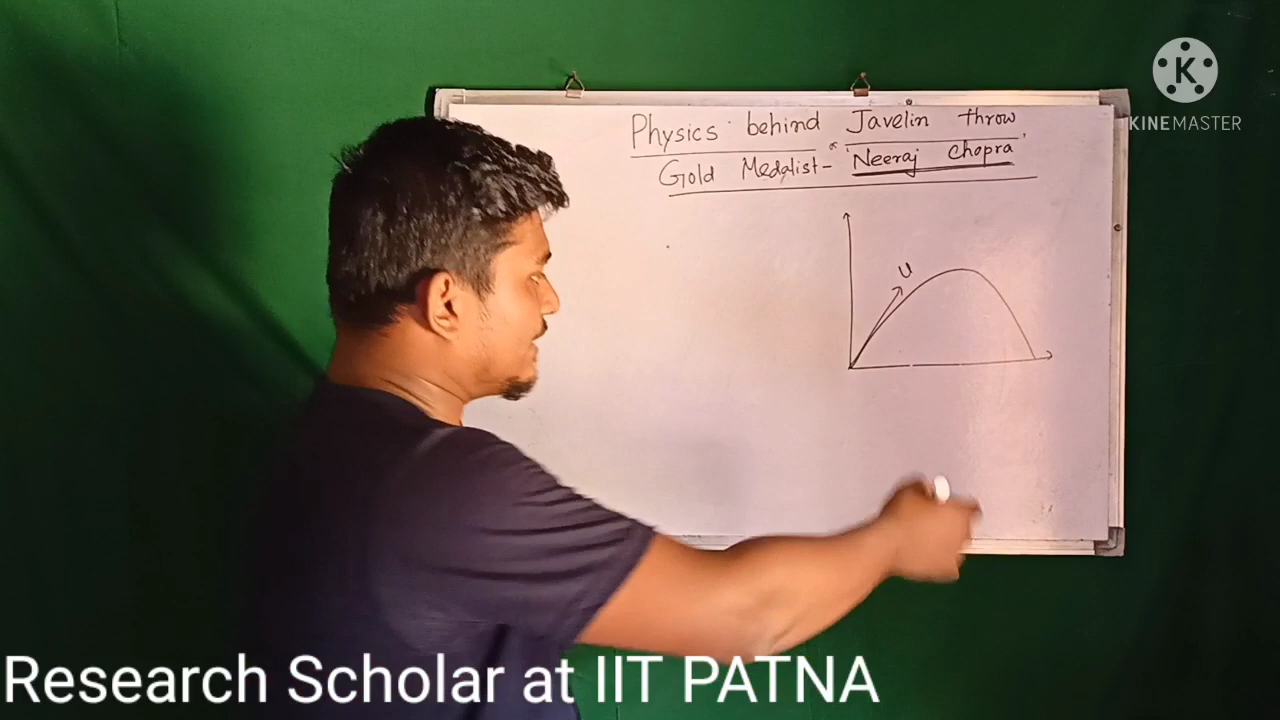 Physics behind Javelin throw
Gold Medalist- "Neeraj Chopra"
u
K
KINEMASTER
Research Scholar at IIT PATNA